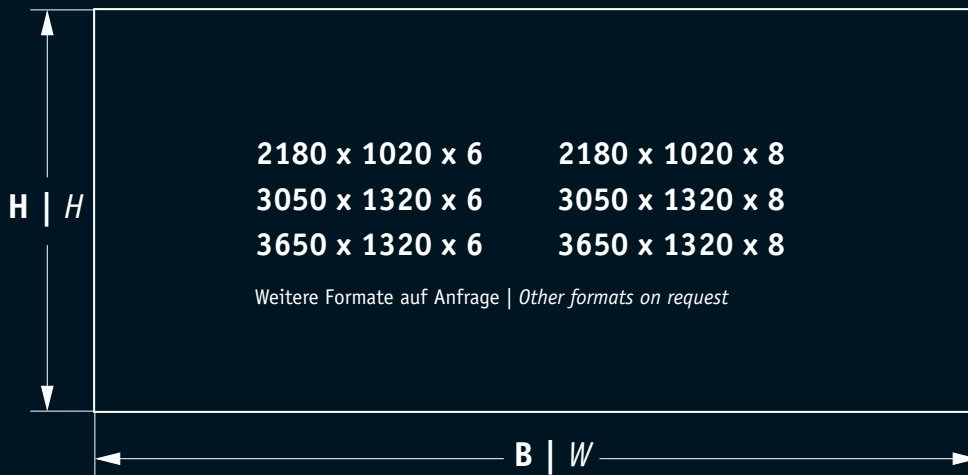 2180 x 1020 x 6 2180 x 1020 x 8
H | H
3050 x 1320 x 6 3050 x 1320 x 8
3650 x 1320 x 6 3650 x 1320 x 8
Weitere Formate auf Anfrage | Other formats on request
B | W